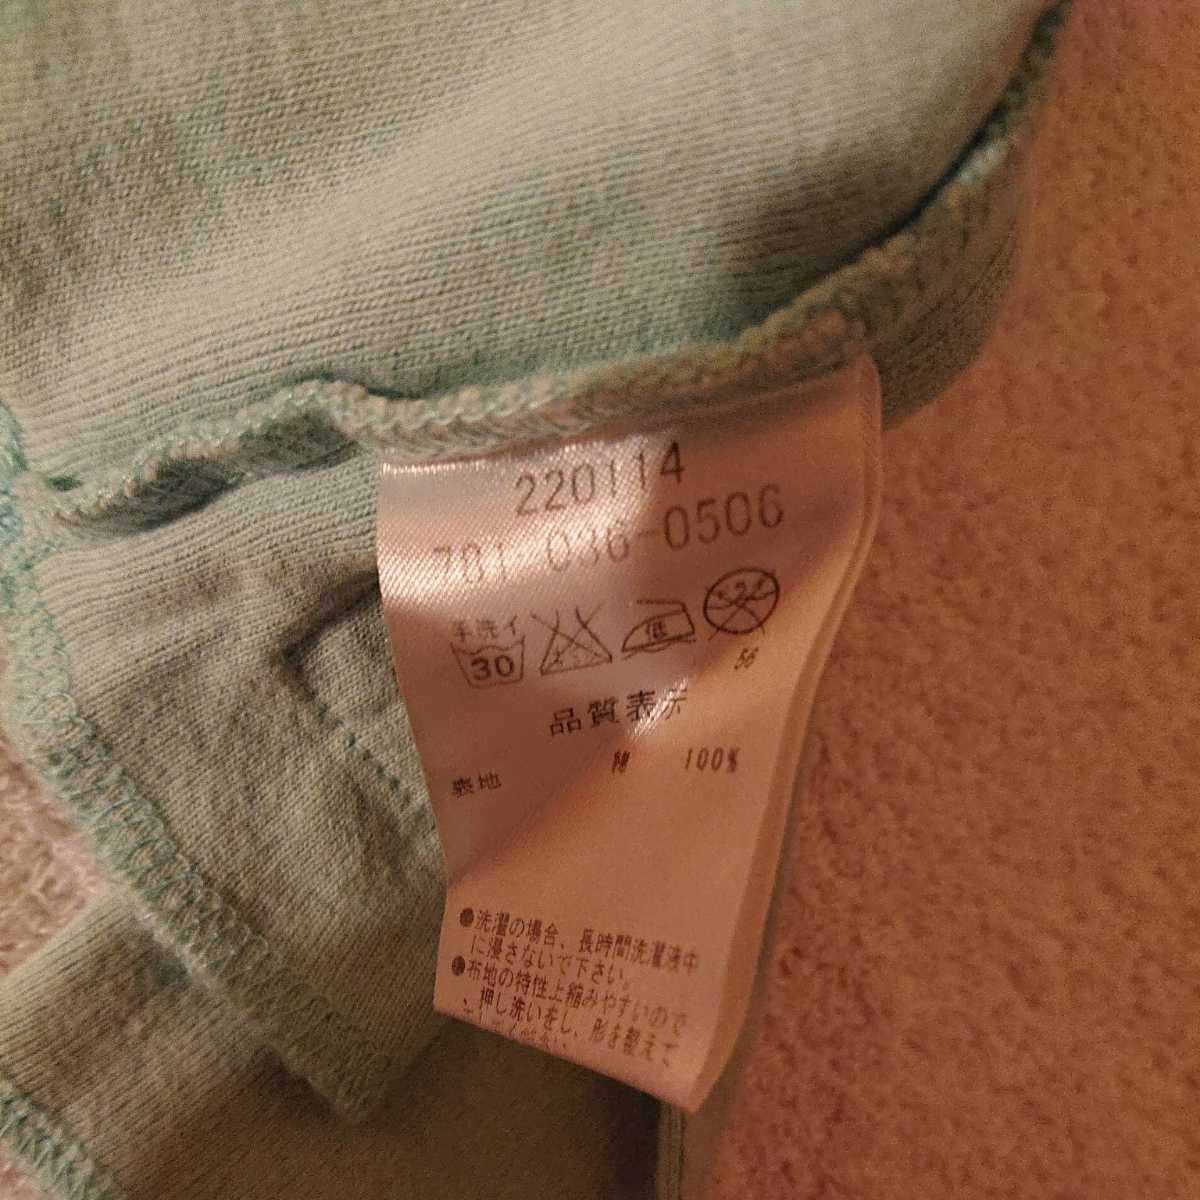 220114
781-036-0506
手洗イ
30
低
56
品質表示
綿 100%
表地
●洗濯の場合、長時間洗濯液中
に浸さないで下さい。
●布地の特性上縮みやすいので
押し洗いをし、形を整えて